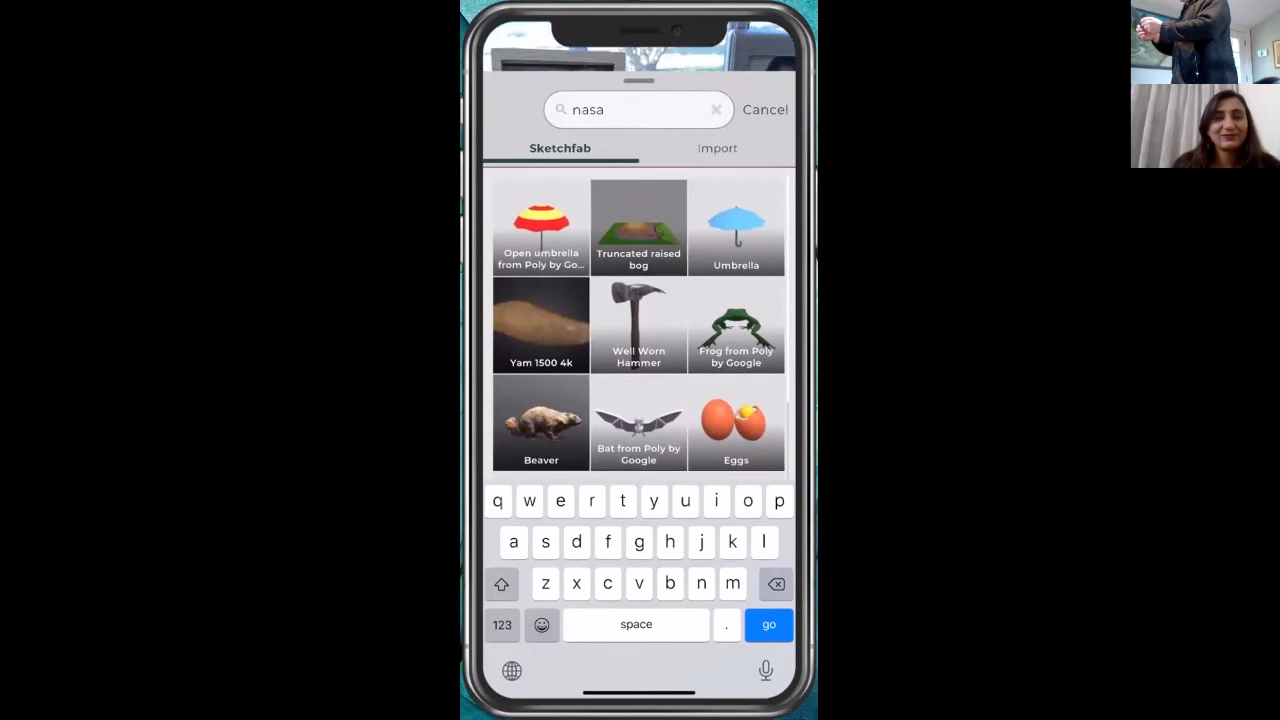 nasa
Cancel
Sketchfab
Import
Open umbrella
from Poly by Go...
Truncated raised
bog
Umbrella
Yam 1500 4k
Well Worn
Hammer
Frog from Poly
by Google
Beaver
Bat from Poly by
Google
Eggs
q w e r t y u i o p
a s d f g h j k l
z x c v b n m
123
space
.
go